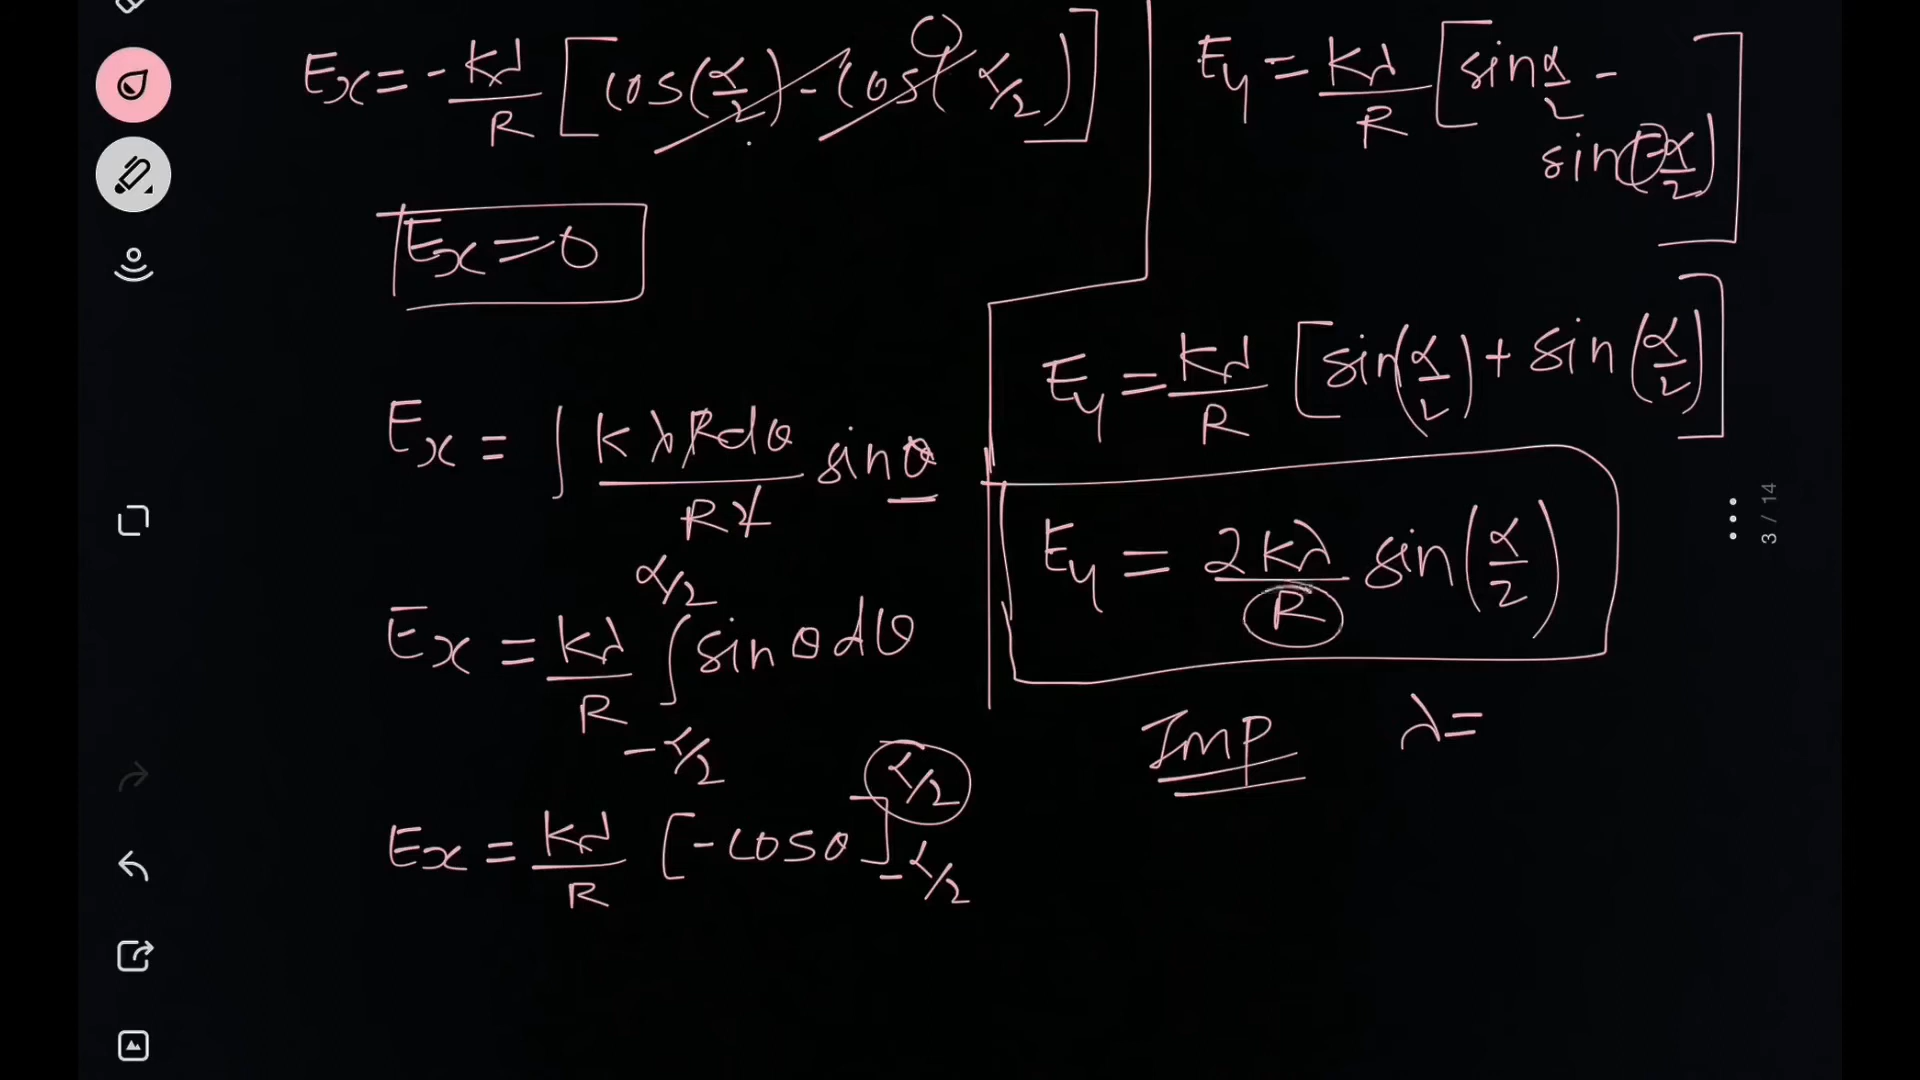 Ex = - Kλ/R [cos(α/2) - cos(α/2)]
Ex = 0
Ex = ∫ KλRdθ/R² sinθ
Ex = Kλ/R ∫ sinθdθ
α/2
-α/2
Ex = Kλ/R [-cosθ]
α/2
-α/2
Ey = Kλ/R [sin α/2 -
sin(-α/2)]
Ey = Kλ/R [sin(α/2) + sin(α/2)]
Ey = 2Kλ/R sin(α/2)
Imp λ=
3 / 14